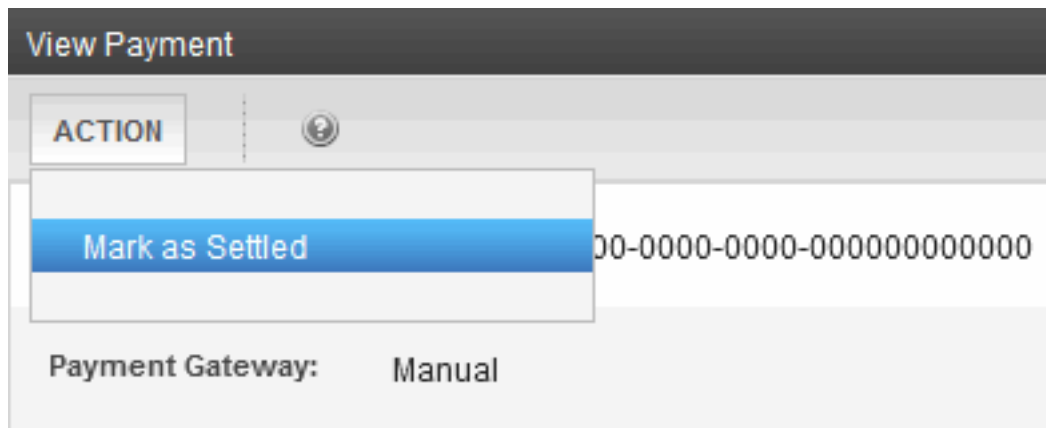 View Payment
ACTION
Mark as Settled 00-0000-0000-000000000000
Payment Gateway: Manual